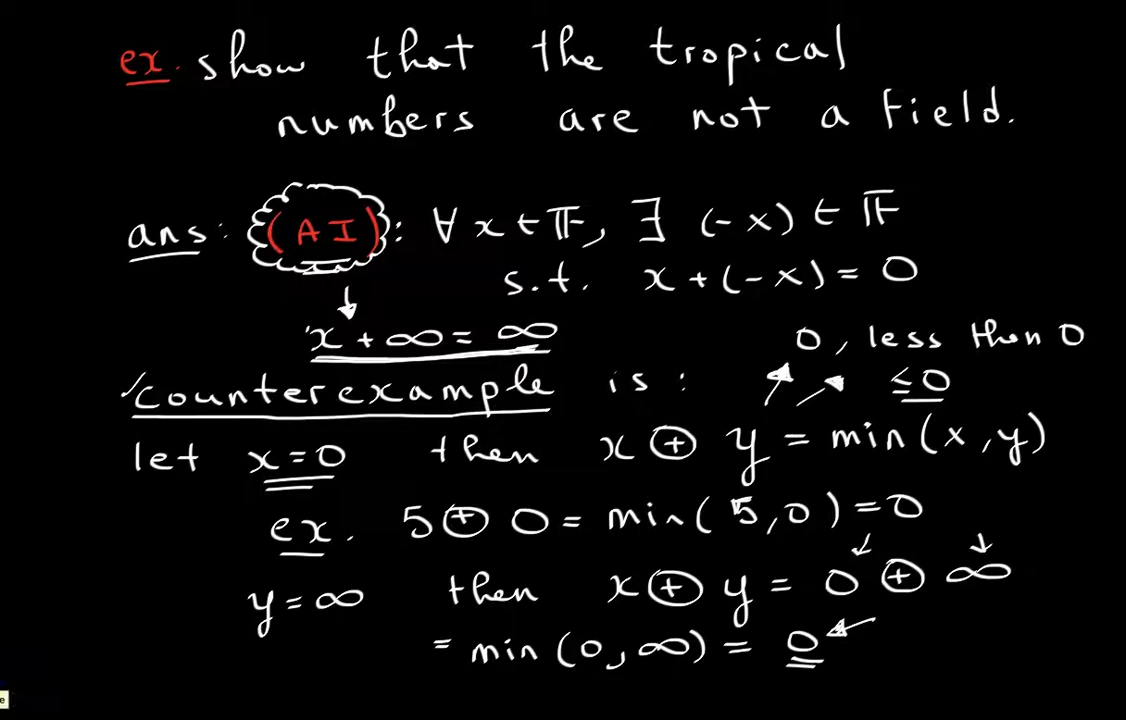 ex. show that the tropical
numbers are not a field.
ans: (AI): ∀ x ∈ 𝔽, ∃ (-x) ∈ 𝔽
s.t. x + (-x) = 0
x + ∞ = ∞
0, less then 0
counterexample is: ≤0
let x=0 then x ⊕ y = min(x,y)
ex. 5 ⊕ 0 = min(5,0) = 0
y=∞ then x ⊕ y = 0 ⊕ ∞
= min(0,∞) = 0
e